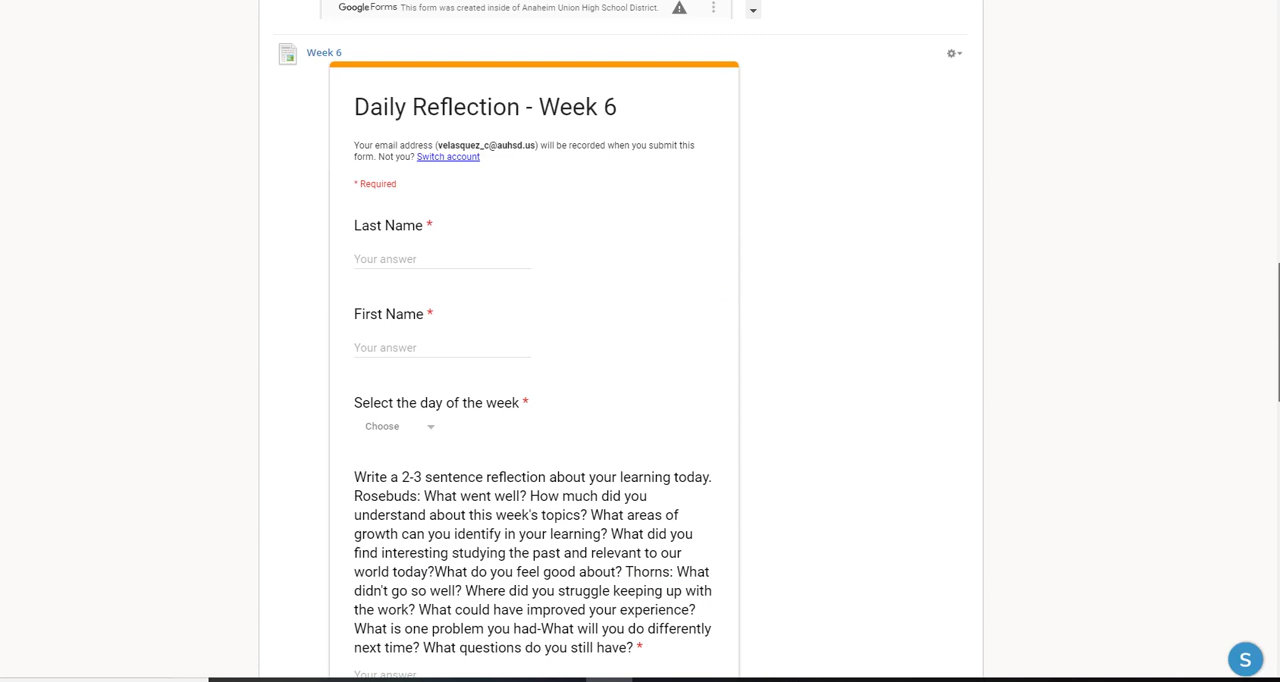 Google Forms This form was created inside of Anaheim Union High School District.
Week 6
Daily Reflection - Week 6
Your email address (velasquez_c@auhsd.us) will be recorded when you submit this
form. Not you? Switch account
* Required
Last Name *
Your answer
First Name *
Your answer
Select the day of the week *
Choose
Write a 2-3 sentence reflection about your learning today.
Rosebuds: What went well? How much did you
understand about this week's topics? What areas of
growth can you identify in your learning? What did you
find interesting studying the past and relevant to our
world today?What do you feel good about? Thorns: What
didn't go so well? Where did you struggle keeping up with
the work? What could have improved your experience?
What is one problem you had-What will you do differently
next time? What questions do you still have? *
Your answer
S